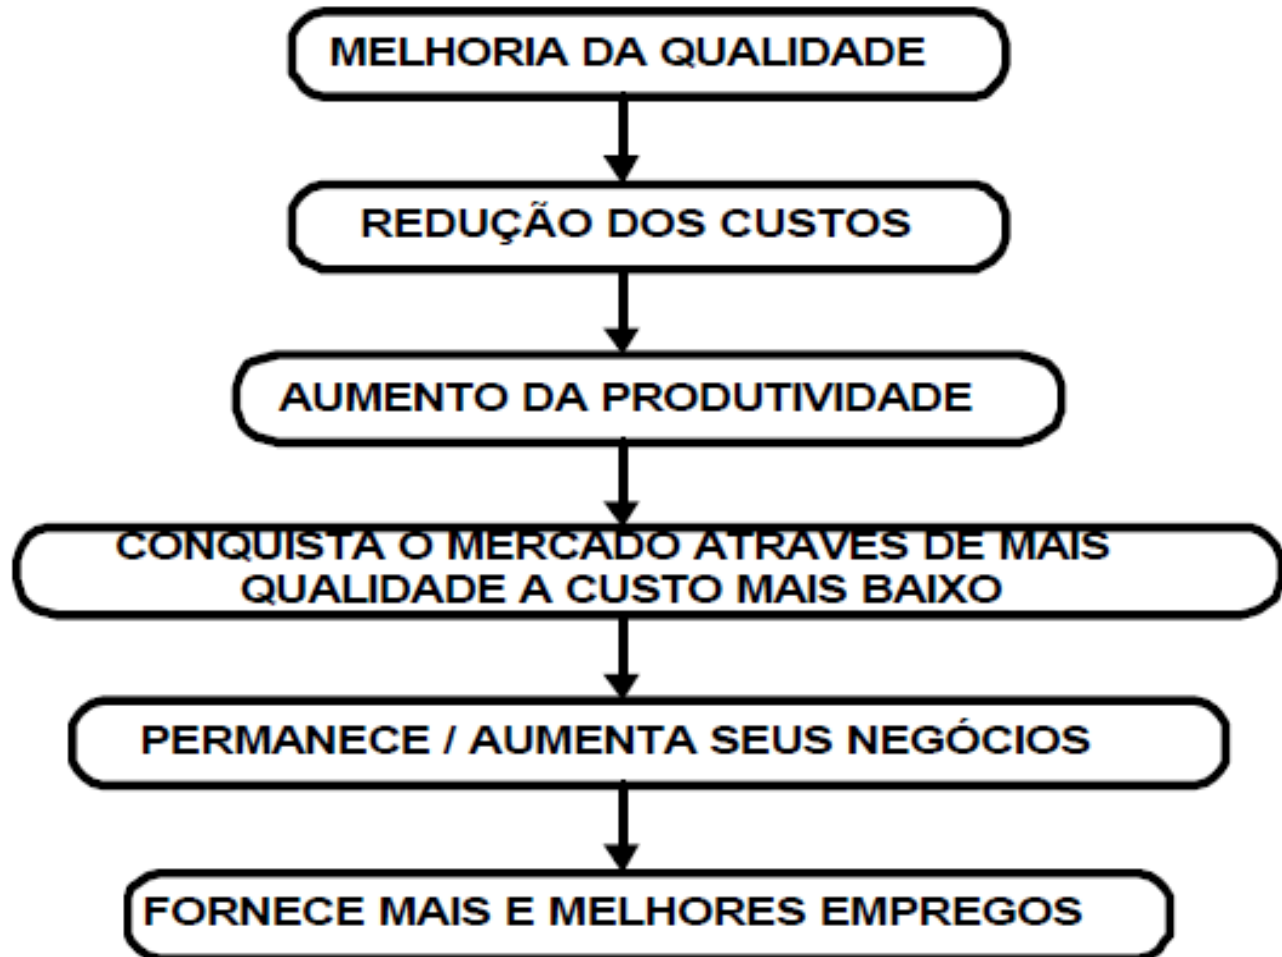 MELHORIA DA QUALIDADE
REDUÇÃO DOS CUSTOS
AUMENTO DA PRODUTIVIDADE
CONQUISTA O MERCADO ATRAVÉS DE MAIS
QUALIDADE A CUSTO MAIS BAIXO
PERMANECE / AUMENTA SEUS NEGÓCIOS
FORNECE MAIS E MELHORES EMPREGOS